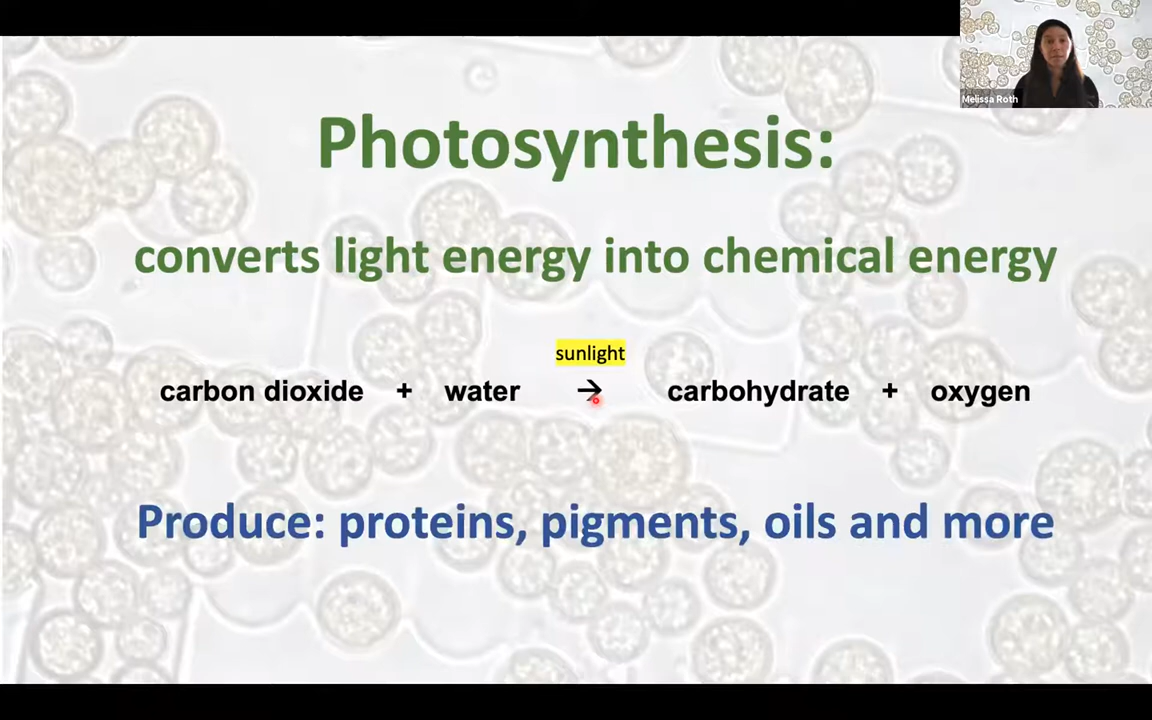 Melissa Roth
Photosynthesis:
converts light energy into chemical energy
sunlight
carbon dioxide + water → carbohydrate + oxygen
Produce: proteins, pigments, oils and more